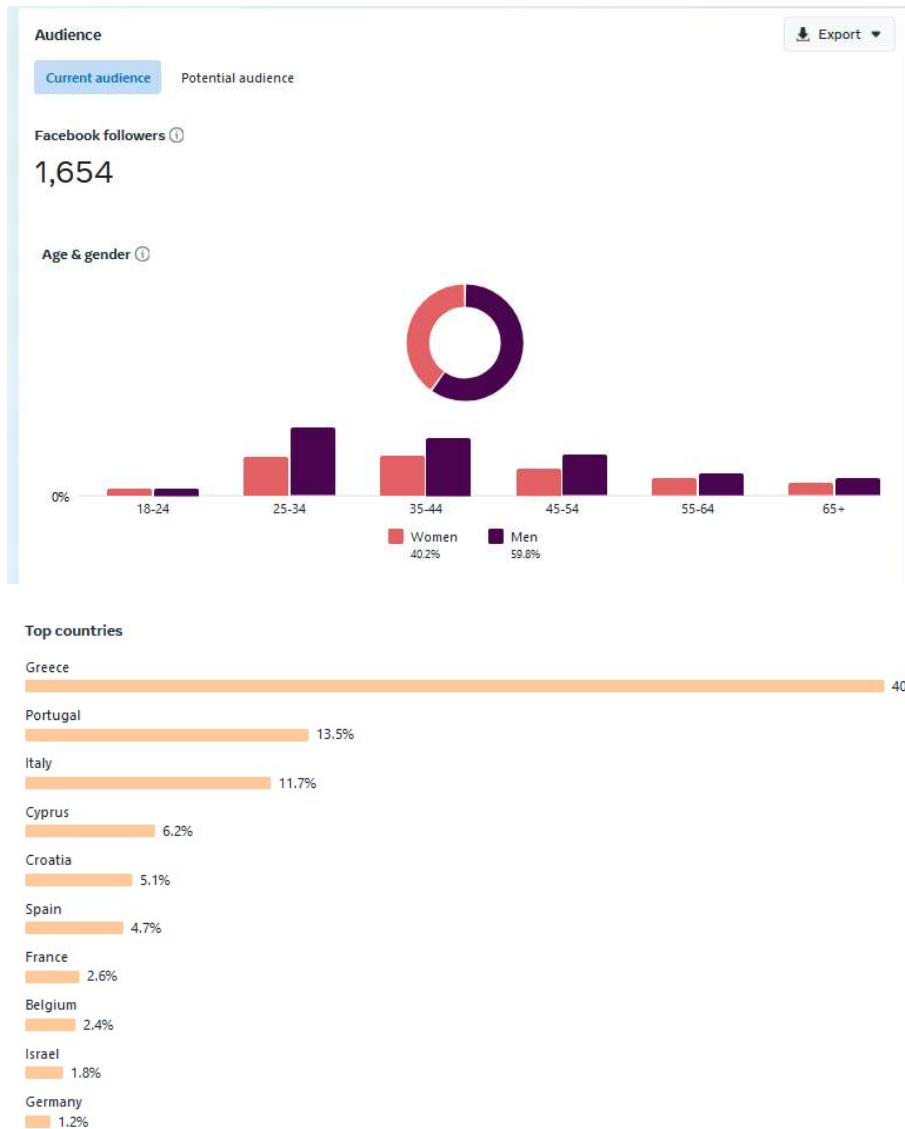 Audience
Export
Current audience Potential audience
Facebook followers
1,654
Age & gender
0%
18-24 25-34 35-44 45-54 55-64 65+
Women Men
40.2% 59.8%
Top countries
Greece
40
Portugal
13.5%
Italy
11.7%
Cyprus
6.2%
Croatia
5.1%
Spain
4.7%
France
2.6%
Belgium
2.4%
Israel
1.8%
Germany
1.2%